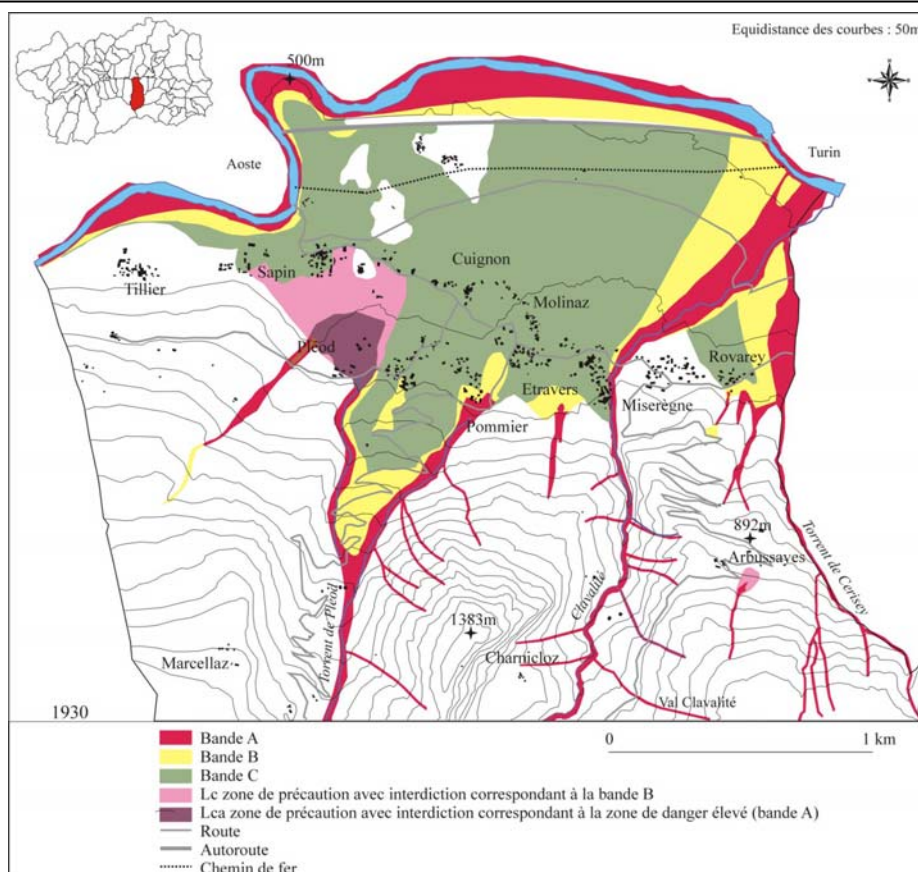 Equidistance des courbes : 50m
500m
Aoste
Turin
Tillier
Sapin
Cuignon
Molinaz
Pléod
Rovarey
Etravers
Miserègne
Pommier
892m
Arbussayes
Torrent de Pléod
Clavalité
Torrent de Cerisey
1383m
Marcellaz
Charnicloz
Val Clavalité
1930
0 1 km
Bande A
Bande B
Bande C
Lc zone de précaution avec interdiction correspondant à la bande B
Lca zone de précaution avec interdiction correspondant à la zone de danger élevé (bande A)
Route
Autoroute
Chemin de fer